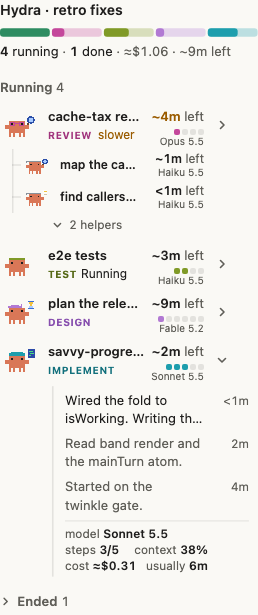 Hydra · retro fixes
4 running · 1 done · ≈$1.06 · ~9m left
Running 4
cache-tax re... ~4m left
REVIEW slower
Opus 5.5
map the ca... ~1m left
Haiku 5.5
find callers... <1m left
Haiku 5.5
2 helpers
e2e tests ~3m left
TEST Running
Haiku 5.5
plan the rele... ~9m left
DESIGN
Fable 5.2
savvy-progre... ~2m left
IMPLEMENT
Sonnet 5.5
Wired the fold to <1m
isWorking. Writing th...
Read band render and 2m
the mainTurn atom.
Started on the 4m
twinkle gate.
model Sonnet 5.5
steps 3/5 context 38%
cost ≈$0.31 usually 6m
Ended 1